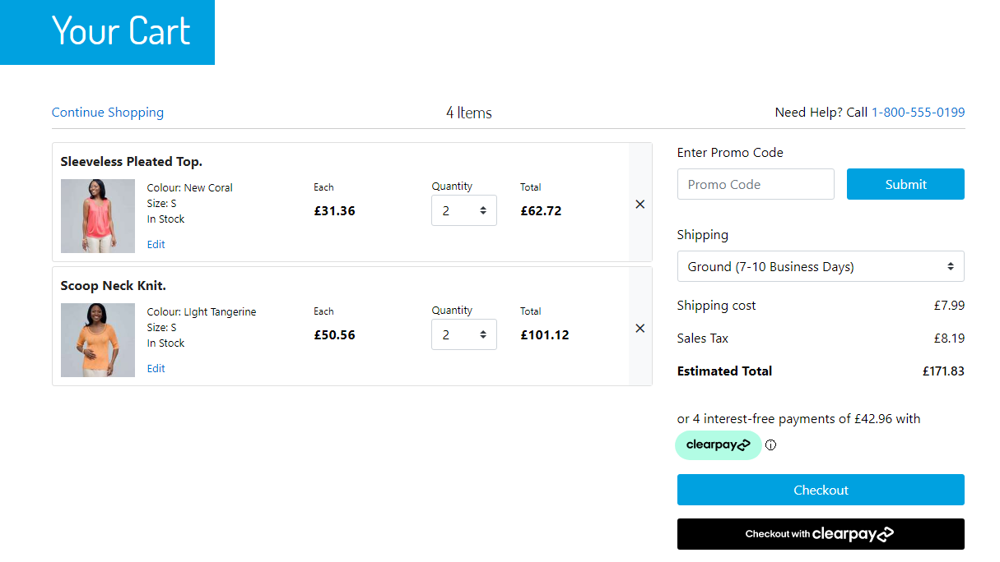 Your Cart
Continue Shopping
4 Items
Need Help? Call 1-800-555-0199
Sleeveless Pleated Top.
Colour: New Coral
Size: S
In Stock
Edit
Each
£31.36
Quantity
2
Total
£62.72
×
Scoop Neck Knit.
Colour: LIght Tangerine
Size: S
In Stock
Edit
Each
£50.56
Quantity
2
Total
£101.12
×
Enter Promo Code
Promo Code
Submit
Shipping
Ground (7-10 Business Days)
Shipping cost £7.99
Sales Tax £8.19
Estimated Total £171.83
or 4 interest-free payments of £42.96 with
clearpay
Checkout
Checkout with clearpay